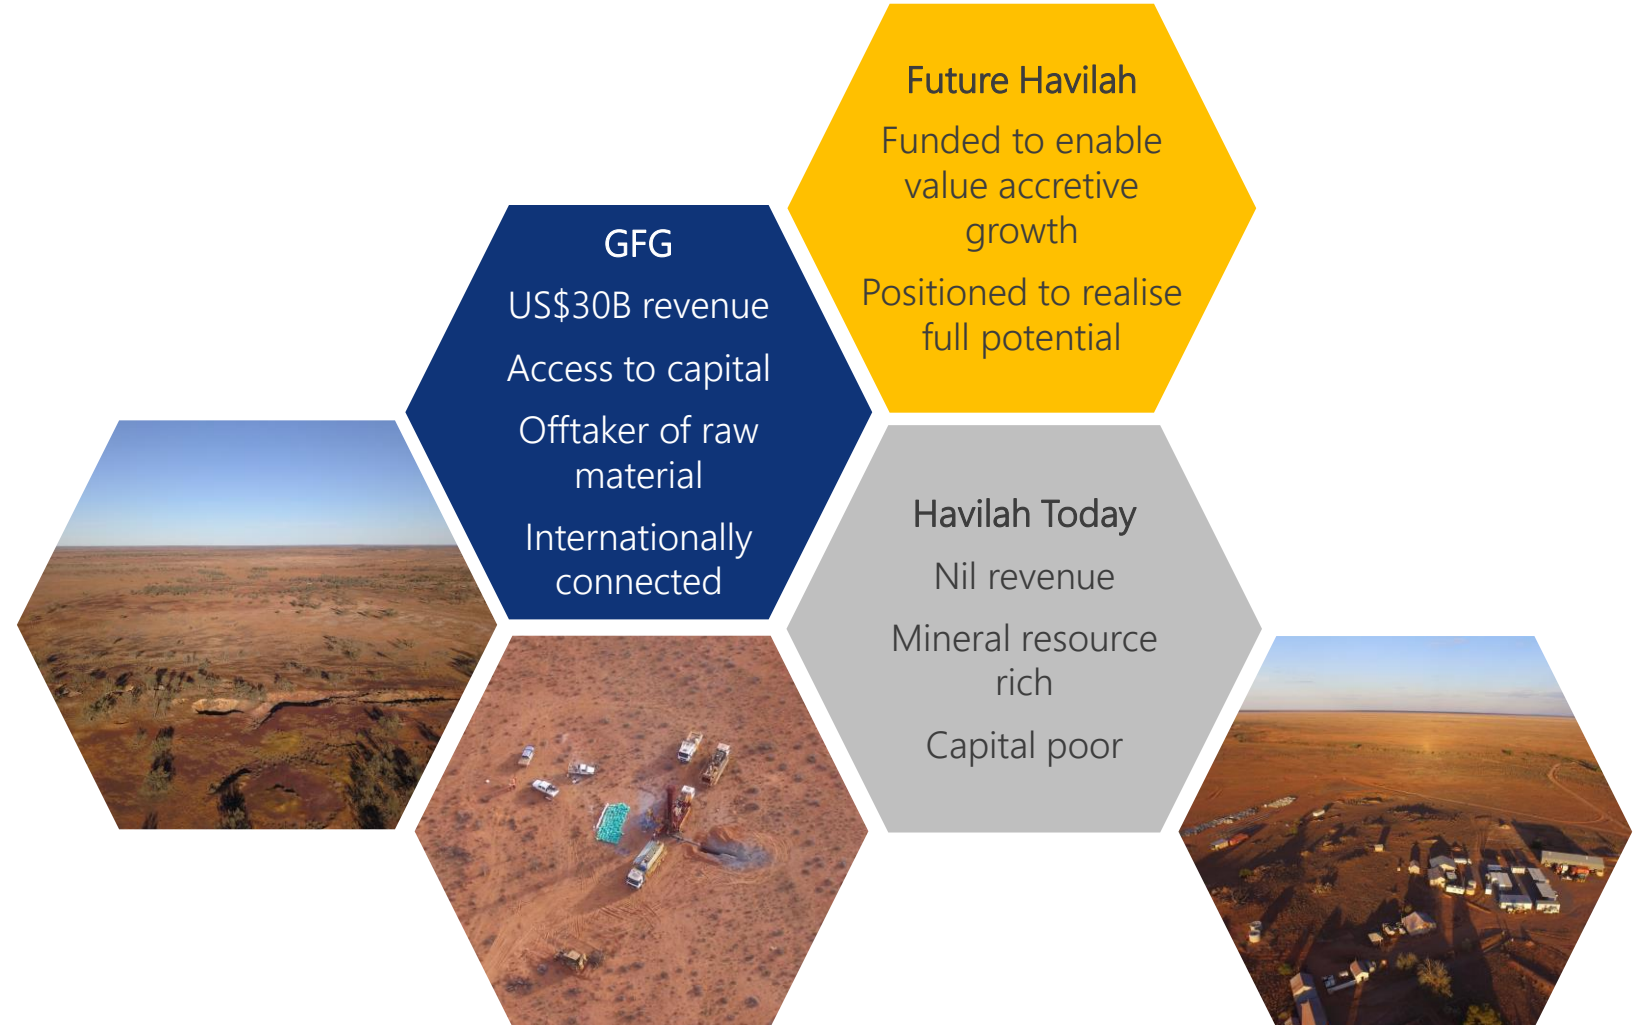 Future Havilah
Funded to enable
value accretive
growth
Positioned to realise
full potential
GFG
US$30B revenue
Access to capital
Offtaker of raw
material
Internationally
connected
Havilah Today
Nil revenue
Mineral resource
rich
Capital poor